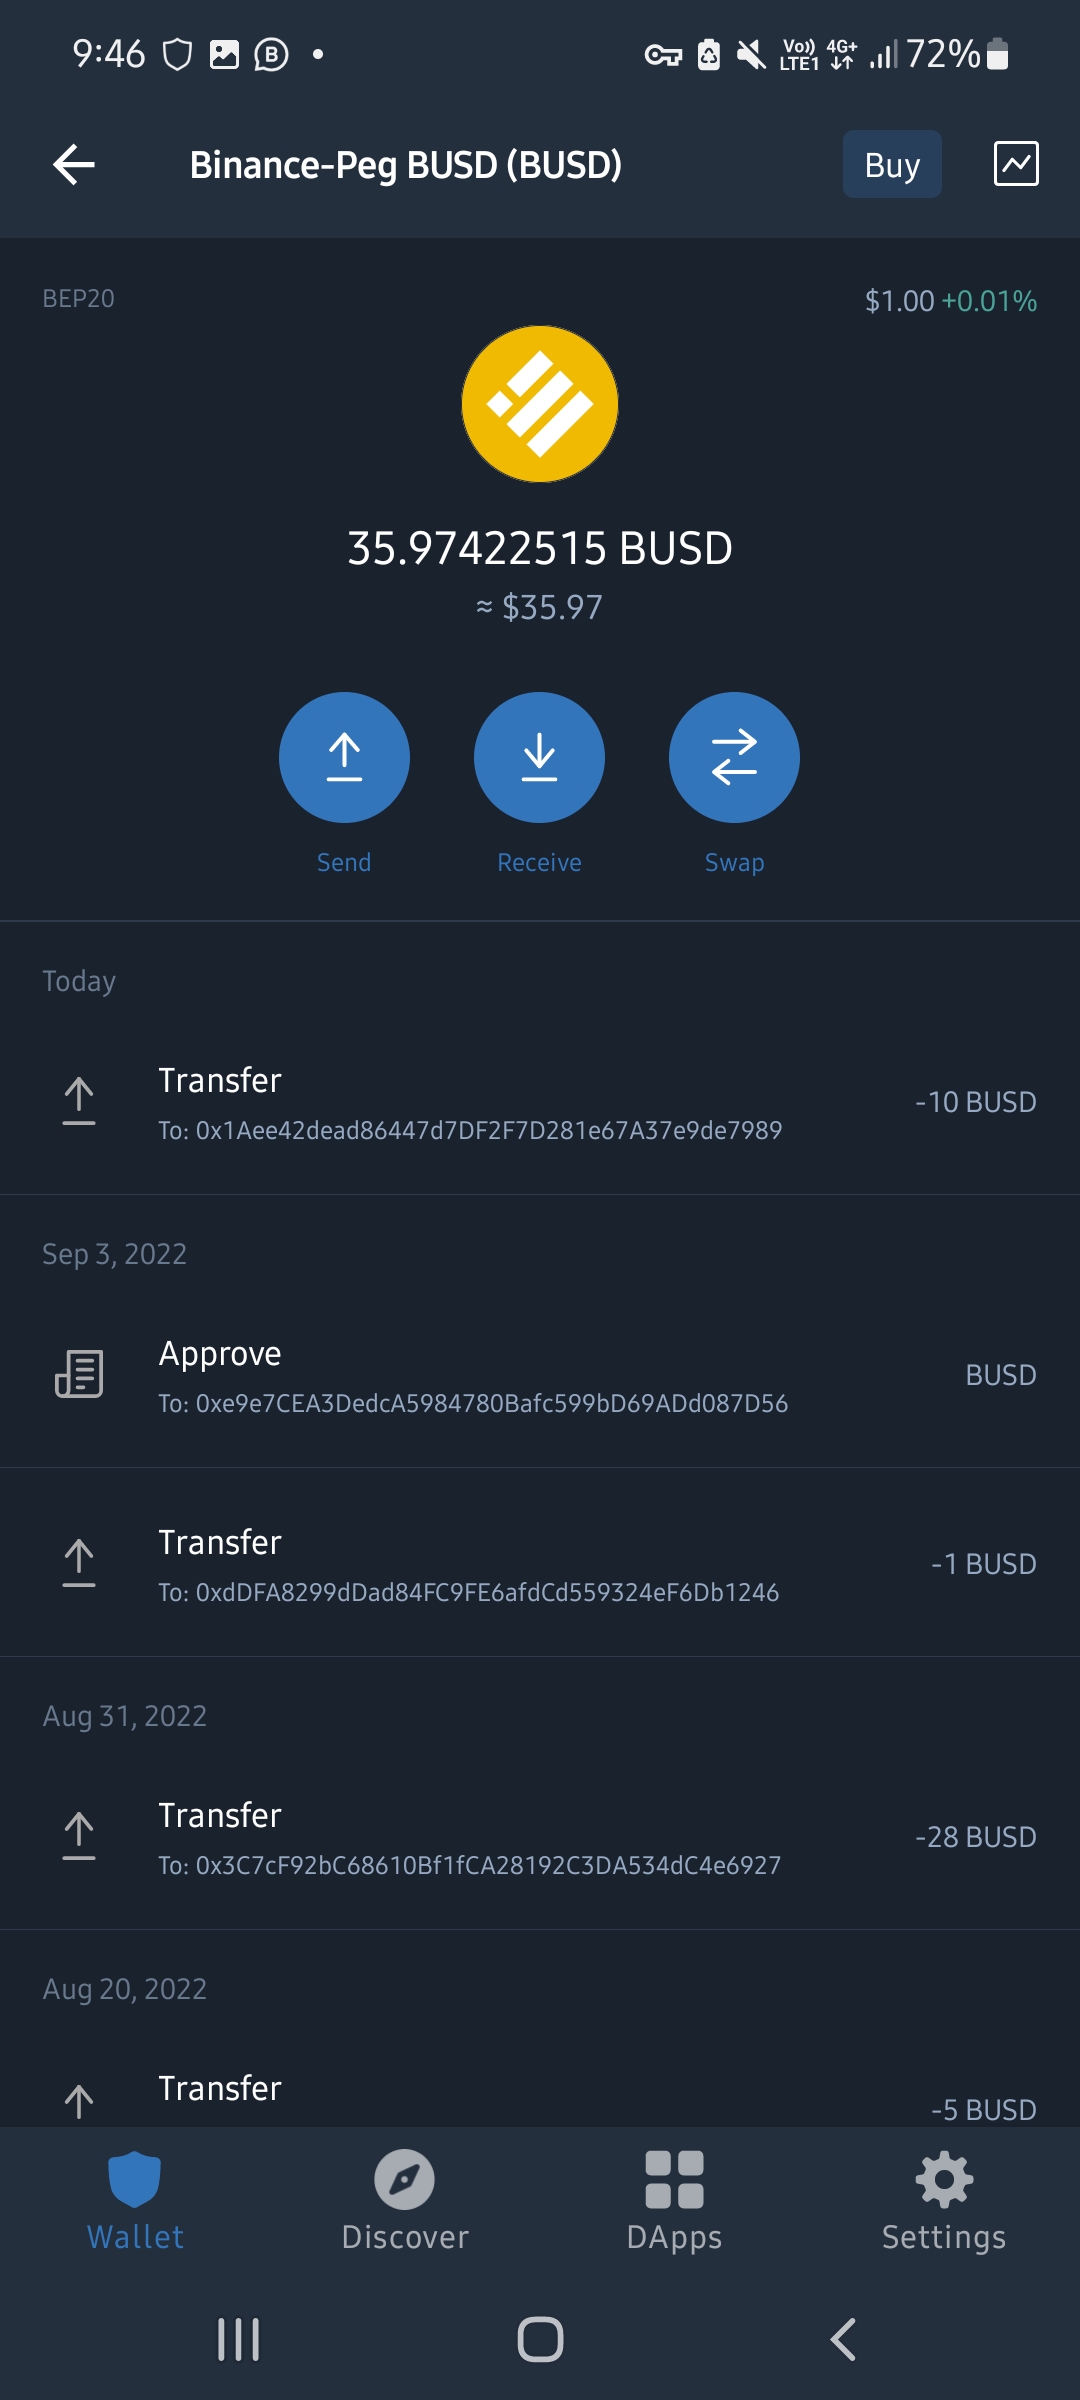 9:46
Vo)) LTE1 4G+ 72%
Binance-Peg BUSD (BUSD)
Buy
BEP20
$1.00 +0.01%
35.97422515 BUSD
≈ $35.97
Send Receive Swap
Today
Transfer
-10 BUSD
To: 0x1Aee42dead86447d7DF2F7D281e67A37e9de7989
Sep 3, 2022
Approve
BUSD
To: 0xe9e7CEA3DedcA5984780Bafc599bD69ADd087D56
Transfer
-1 BUSD
To: 0xdDFA8299dDad84FC9FE6afdCd559324eF6Db1246
Aug 31, 2022
Transfer
-28 BUSD
To: 0x3C7cF92bC68610Bf1fCA28192C3DA534dC4e6927
Aug 20, 2022
Transfer
-5 BUSD
Wallet Discover DApps Settings